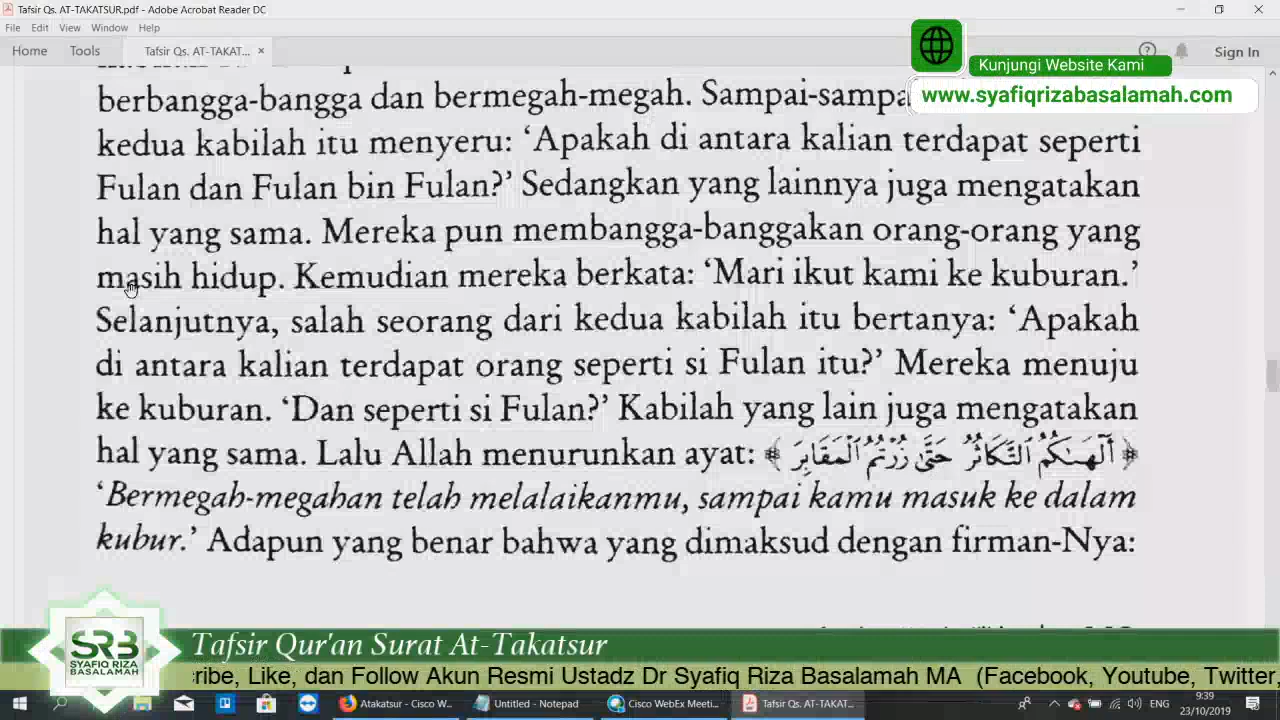 Tafsir Qs. AT-TAKATSUR.pdf - Adobe Acrobat Reader DC
File Edit View Window Help
Home Tools Tafsir Qs. AT-TAKAT... × Sign In
Kunjungi Website Kami
www.syafiqrizabasalamah.com
berbangga-bangga dan bermegah-megah. Sampai-sampai
kedua kabilah itu menyeru: ‘Apakah di antara kalian terdapat seperti
Fulan dan Fulan bin Fulan?’ Sedangkan yang lainnya juga mengatakan
hal yang sama. Mereka pun membangga-banggakan orang-orang yang
masih hidup. Kemudian mereka berkata: ‘Mari ikut kami ke kuburan.’
Selanjutnya, salah seorang dari kedua kabilah itu bertanya: ‘Apakah
di antara kalian terdapat orang seperti si Fulan itu?’ Mereka menuju
ke kuburan. ‘Dan seperti si Fulan?’ Kabilah yang lain juga mengatakan
hal yang sama. Lalu Allah menurunkan ayat: ﴿ أَلْهَىٰكُمُ ٱلتَّكَاثُرُ حَتَّىٰ زُرْتُمُ ٱلْمَقَابِرَ ﴾
‘Bermegah-megahan telah melalaikanmu, sampai kamu masuk ke dalam
kubur.’ Adapun yang benar bahwa yang dimaksud dengan firman-Nya:
SRB
SYAFIQ RIZA
BASALAMAH
Tafsir Qur'an Surat At-Takatsur
cribe, Like, dan Follow Akun Resmi Ustadz Dr Syafiq Riza Basalamah MA (Facebook, Youtube, Twitter,
Atakatsur - Cisco W... Untitled - Notepad Cisco WebEx Meeti... Tafsir Qs. AT-TAKAT...
9:39
23/10/2019